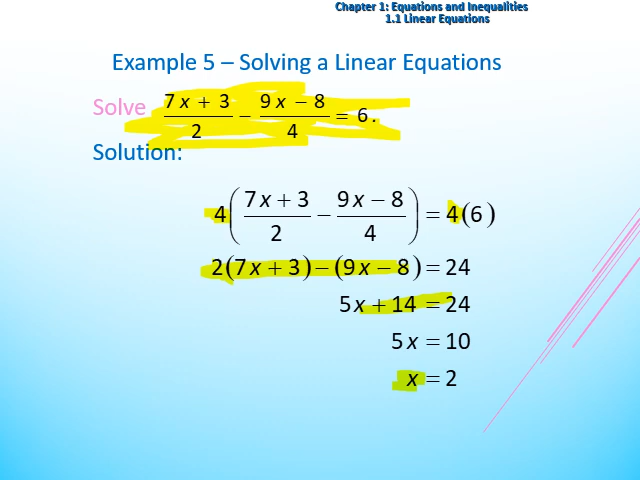 Chapter 1: Equations and Inequalities
1.1 Linear Equations
Example 5 – Solving a Linear Equations
Solve (7x + 3)/2 − (9x − 8)/4 = 6.
Solution:
4((7x + 3)/2 − (9x − 8)/4) = 4(6)
2(7x + 3) − (9x − 8) = 24
5x + 14 = 24
5x = 10
x = 2